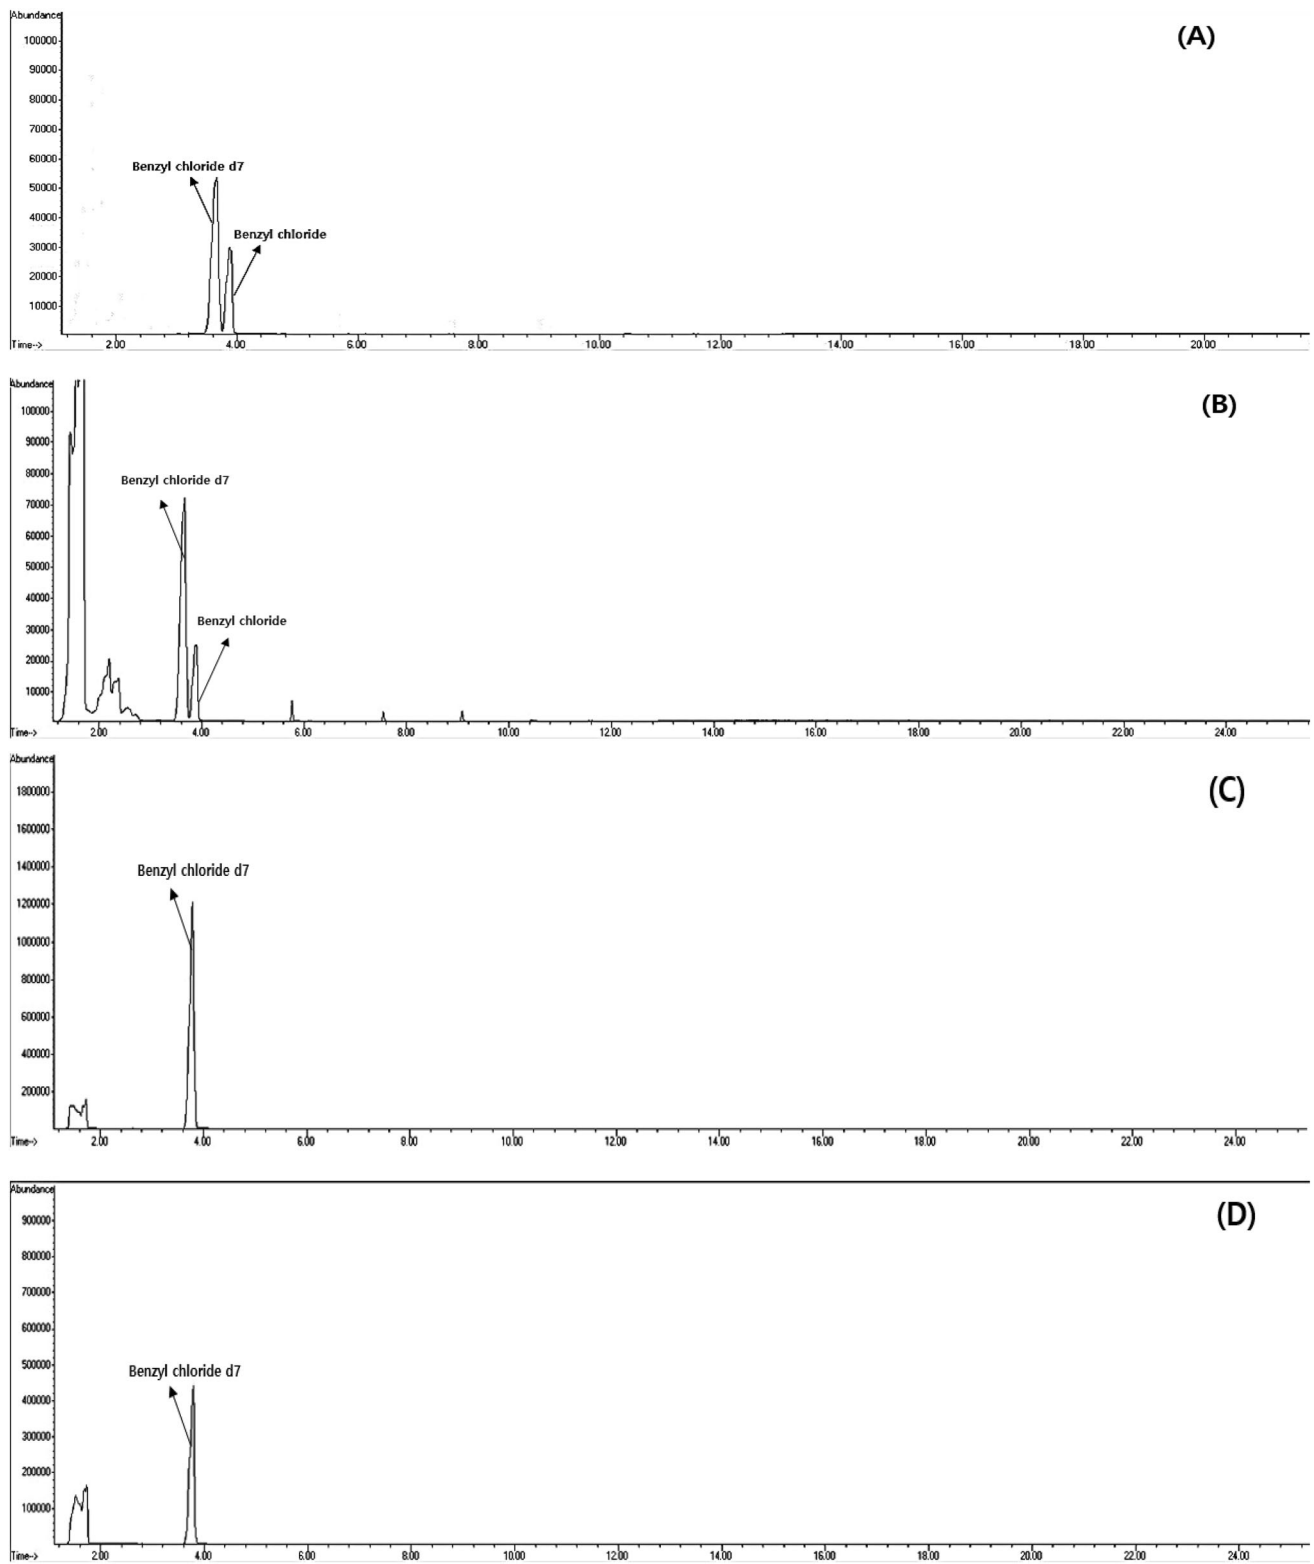 Abundance
(A)
100000
90000
80000
70000
60000
Benzyl chloride d7
50000
40000
Benzyl chloride
30000
20000
10000
Time--> 2.00 4.00 6.00 8.00 10.00 12.00 14.00 16.00 18.00 20.00
Abundance
(B)
100000
90000
80000
Benzyl chloride d7
70000
60000
50000
40000
30000
Benzyl chloride
20000
10000
Time--> 2.00 4.00 6.00 8.00 10.00 12.00 14.00 16.00 18.00 20.00 22.00 24.00
Abundance
(C)
1800000
1600000
1400000
Benzyl chloride d7
1200000
1000000
800000
600000
400000
200000
Time--> 2.00 4.00 6.00 8.00 10.00 12.00 14.00 16.00 18.00 20.00 22.00 24.00
Abundance
(D)
900000
800000
700000
600000
500000
Benzyl chloride d7
400000
300000
200000
100000
Time--> 2.00 4.00 6.00 8.00 10.00 12.00 14.00 16.00 18.00 20.00 22.00 24.00